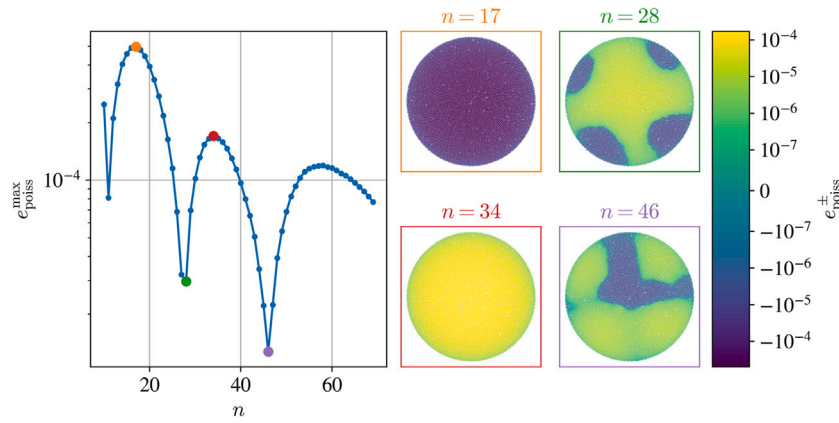 n = 17
n = 28
n = 34
n = 46
10⁻⁴
e_poiss^max
20
40
60
n
10⁻⁴
10⁻⁵
10⁻⁶
10⁻⁷
0
−10⁻⁷
−10⁻⁶
−10⁻⁵
−10⁻⁴
e_poiss^±